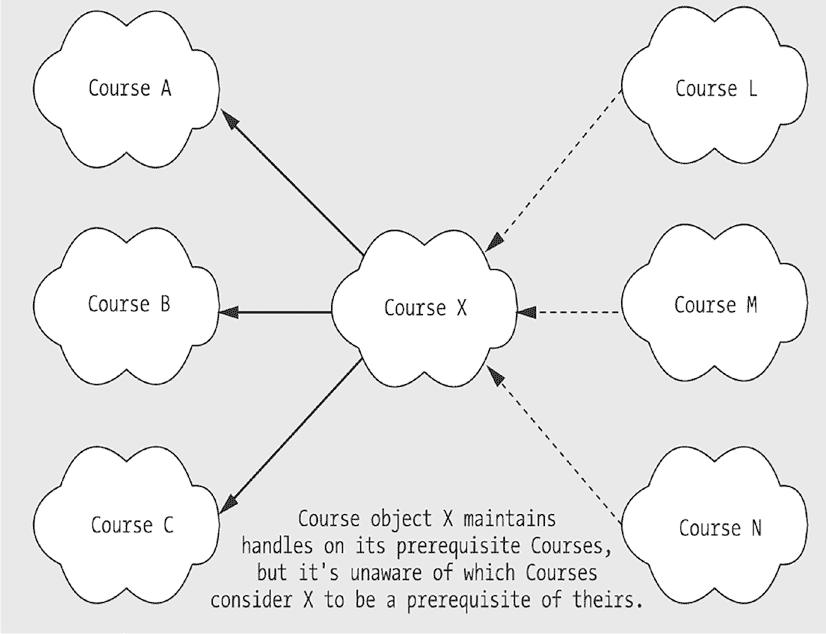 Course A
Course L
Course B
Course X
Course M
Course C
Course N
Course object X maintains
handles on its prerequisite Courses,
but it's unaware of which Courses
consider X to be a prerequisite of theirs.